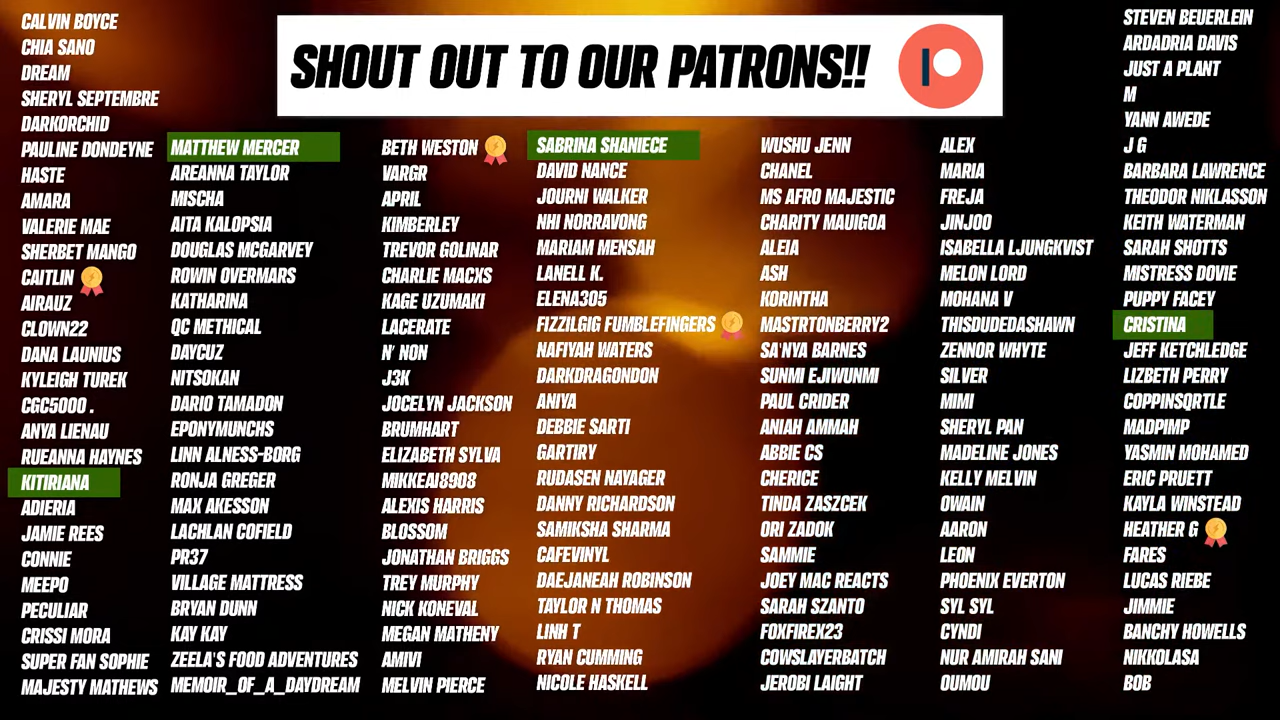 SHOUT OUT TO OUR PATRONS!!
CALVIN BOYCE
CHIA SANO
DREAM
SHERYL SEPTEMBRE
DARKORCHID
PAULINE DONDEYNE
HASTE
AMARA
VALERIE MAE
SHERBET MANGO
CAITLIN
AIRAUZ
CLOWN22
DANA LAUNIUS
KYLEIGH TUREK
CGC5000 .
ANYA LIENAU
RUEANNA HAYNES
KITIRIANA
ADIERIA
JAMIE REES
CONNIE
MEEPO
PECULIAR
CRISSI MORA
SUPER FAN SOPHIE
MAJESTY MATHEWS
MATTHEW MERCER
AREANNA TAYLOR
MISCHA
AITA KALOPSIA
DOUGLAS MCGARVEY
ROWIN OVERMARS
KATHARINA
QC METHICAL
DAYCUZ
NITSOKAN
DARIO TAMADON
EPONYMUNCHS
LINN ALNESS-BORG
RONJA GREGER
MAX AKESSON
LACHLAN COFIELD
PR37
VILLAGE MATTRESS
BRYAN DUNN
KAY KAY
ZEELA'S FOOD ADVENTURES
MEMOIR_OF_A_DAYDREAM
BETH WESTON
VARGR
APRIL
KIMBERLEY
TREVOR GOLINAR
CHARLIE MACXS
KAGE UZUMAKI
LACERATE
N' NON
J3K
JOCELYN JACKSON
BRUMHART
ELIZABETH SYLVA
MIKKEAI8908
ALEXIS HARRIS
BLOSSOM
JONATHAN BRIGGS
TREY MURPHY
NICK KONEVAL
MEGAN MATHENY
AMIVI
MELVIN PIERCE
SABRINA SHANIECE
DAVID NANCE
JOURNI WALKER
NHI NORRAVONG
MARIAM MENSAH
LANELL K.
ELENA305
FIZZILGIG FUMBLEFINGERS
NAFIYAH WATERS
DARKDRAGONDON
ANIYA
DEBBIE SARTI
GARTIRY
RUDASEN NAYAGER
DANNY RICHARDSON
SAMIKSHA SHARMA
CAFEVINYL
DAEJANEAH ROBINSON
TAYLOR N THOMAS
LINH T
RYAN CUMMING
NICOLE HASKELL
WUSHU JENN
CHANEL
MS AFRO MAJESTIC
CHARITY MAUIGOA
ALEIA
ASH
KORINTHA
MASTRTONBERRY2
SA'NYA BARNES
SUNMI EJIWUNMI
PAUL CRIDER
ANIAH AMMAH
ABBIE CS
CHERICE
TINDA ZASZCEK
ORI ZADOK
SAMMIE
JOEY MAC REACTS
SARAH SZANTO
FOXFIREX23
COWSLAYERBATCH
JEROBI LAIGHT
ALEX
MARIA
FREJA
JINJOO
ISABELLA LJUNGKVIST
MELON LORD
MOHANA V
THISDUDEDASHAWN
ZENNOR WHYTE
SILVER
MIMI
SHERYL PAN
MADELINE JONES
KELLY MELVIN
OWAIN
AARON
LEON
PHOENIX EVERTON
SYL SYL
CYNDI
NUR AMIRAH SANI
OUMOU
STEVEN BEUERLEIN
ARDADRIA DAVIS
JUST A PLANT
M
YANN AWEDE
J G
BARBARA LAWRENCE
THEODOR NIKLASSON
KEITH WATERMAN
SARAH SHOTTS
MISTRESS DOVIE
PUPPY FACEY
CRISTINA
JEFF KETCHLEDGE
LIZBETH PERRY
COPPINSQRTLE
MADPIMP
YASMIN MOHAMED
ERIC PRUETT
KAYLA WINSTEAD
HEATHER G
FARES
LUCAS RIEBE
JIMMIE
BANCHY HOWELLS
NIKKOLASA
BOB